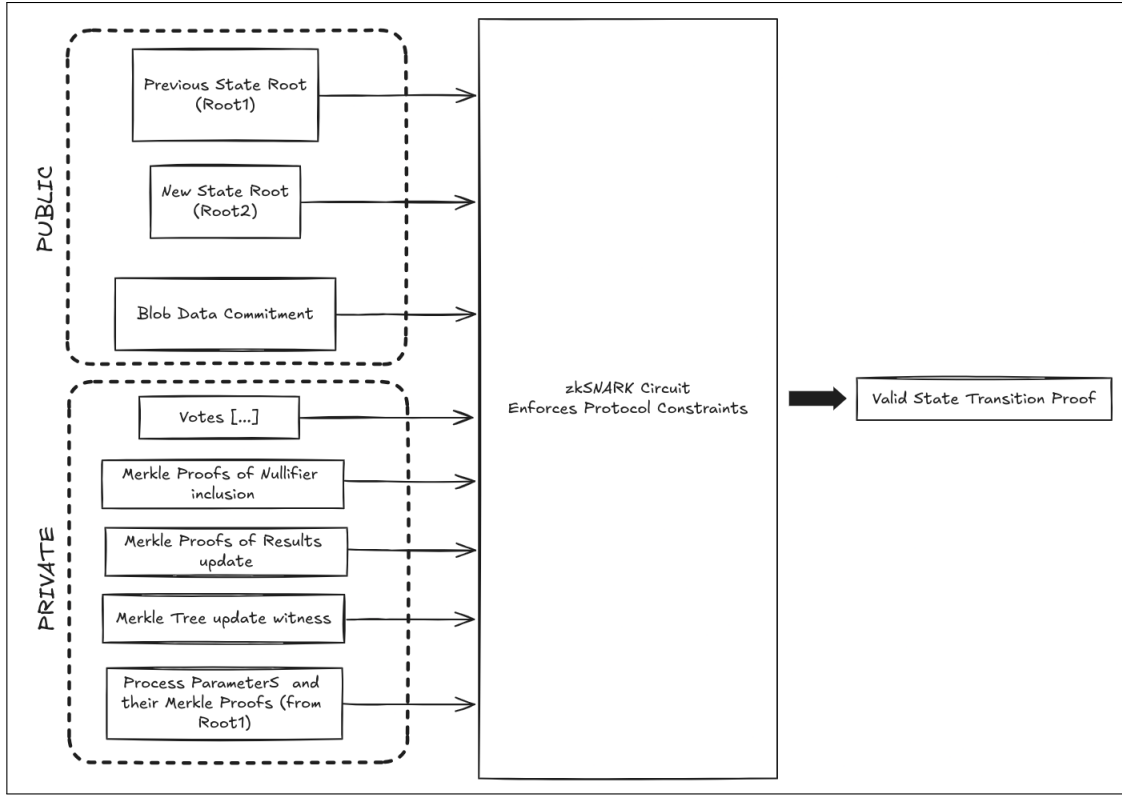 PUBLIC
Previous State Root
(Root1)
New State Root
(Root2)
Blob Data Commitment
PRIVATE
Votes [...]
Merkle Proofs of Nullifier
inclusion
Merkle Proofs of Results
update
Merkle Tree update witness
Process ParameterS and
their Merkle Proofs (from
Root1)
zkSNARK Circuit
Enforces Protocol Constraints
Valid State Transition Proof